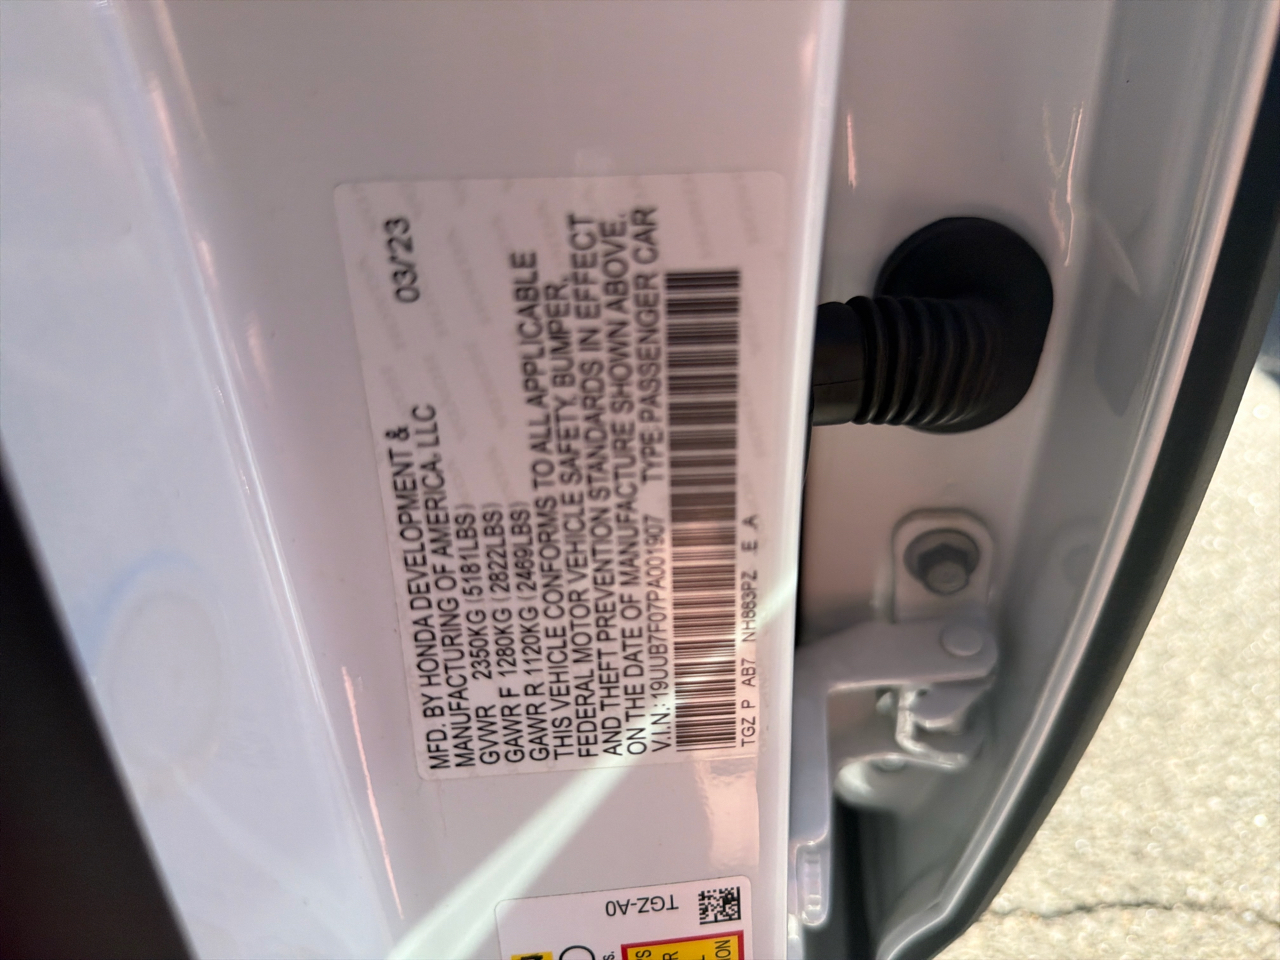 MFD. BY HONDA DEVELOPMENT & 03/'23
MANUFACTURING OF AMERICA, LLC
GVWR 2350KG (5181LBS)
GAWR F 1280KG (2822LBS)
GAWR R 1120KG (2469LBS)
THIS VEHICLE CONFORMS TO ALL APPLICABLE
FEDERAL MOTOR VEHICLE SAFETY, BUMPER,
AND THEFT PREVENTION STANDARDS IN EFFECT
ON THE DATE OF MANUFACTURE SHOWN ABOVE.
V.I.N.: 19UUB7F07PA001907 TYPE:PASSENGER CAR
TGZ P AB7 NH883PZ E A
TGZ-A0